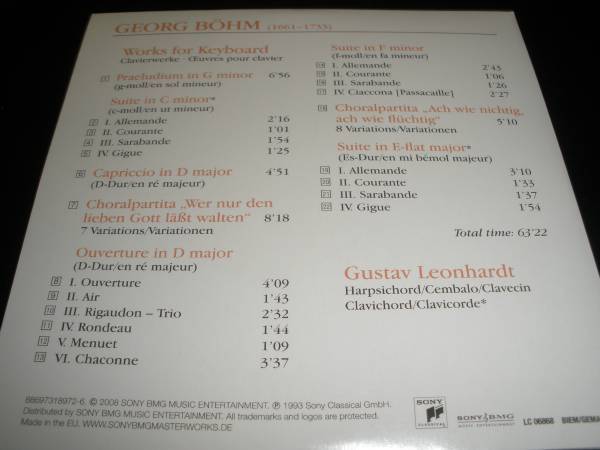 GEORG BÖHM (1661–1733)
Works for Keyboard
Clavierwerke · Œuvres pour clavier
1 Praeludium in G minor 6'56
(g-moll/en sol mineur)
Suite in C minor*
(c-moll/en ut mineur)
2 I. Allemande 2'16
3 II. Courante 1'01
4 III. Sarabande 1'54
5 IV. Gigue 1'25
6 Capriccio in D major 4'51
(D-Dur/en ré majeur)
7 Choralpartita „Wer nur den
lieben Gott läßt walten“ 8'18
7 Variations/Variationen
Ouverture in D major
(D-Dur/en ré majeur)
8 I. Ouverture 4'09
9 II. Air 1'43
10 III. Rigaudon – Trio 2'32
11 IV. Rondeau 1'44
12 V. Menuet 1'09
13 VI. Chaconne 3'37
Suite in F minor
(f-moll/en fa mineur)
14 I. Allemande 2'43
15 II. Courante 1'06
16 III. Sarabande 1'26
17 IV. Ciaccona [Passacaille] 2'27
18 Choralpartita „Ach wie nichtig,
ach wie flüchtig“ 5'10
8 Variations/Variationen
Suite in E-flat major*
(Es-Dur/en mi bémol majeur)
19 I. Allemande 3'10
20 II. Courante 1'33
21 III. Sarabande 1'37
22 IV. Gigue 1'54
Total time: 63'22
Gustav Leonhardt
Harpsichord/Cembalo/Clavecin
Clavichord/Clavicorde*
88697318972-6. © 2008 SONY BMG MUSIC ENTERTAINMENT. ℗ 1993 Sony Classical GmbH.
Distributed by SONY BMG MUSIC ENTERTAINMENT. All trademarks and logos are protected.
Made in the EU. WWW.SONYBMGMASTERWORKS.DE
SONY
CLASSICAL
SONY BMG
MUSIC ENTERTAINMENT
LC 06868 BIEM/GEMA